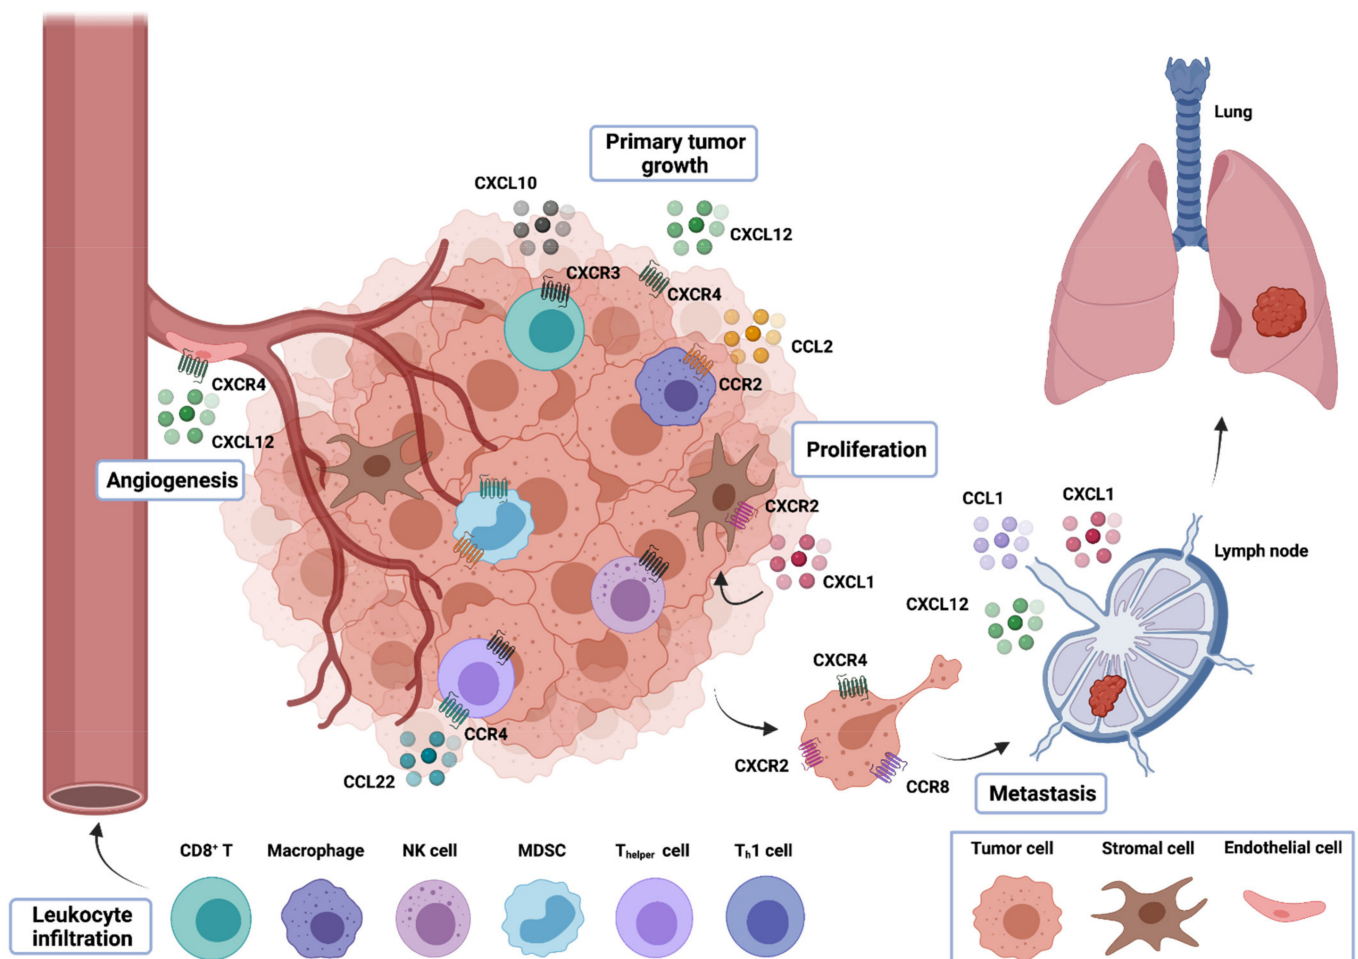 Primary tumor
growth
CXCL10
CXCL12
CXCR3
CXCR4
CCL2
CCR2
CXCR4
CXCL12
Angiogenesis
Proliferation
CXCR2
CXCL1
CCR4
CCL22
Lung
CCL1
CXCL1
Lymph node
CXCL12
CXCR4
CXCR2
CCR8
Metastasis
Leukocyte
infiltration
CD8⁺ T
Macrophage
NK cell
MDSC
Thelper cell
Th1 cell
Tumor cell
Stromal cell
Endothelial cell